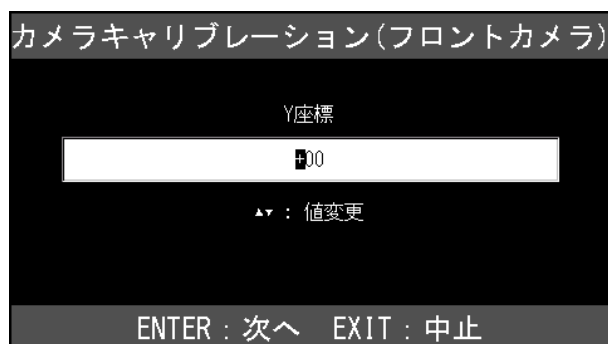 カメラキャリブレーション(フロントカメラ)
Y座標
+00
▲▼ : 値変更
ENTER : 次へ EXIT : 中止